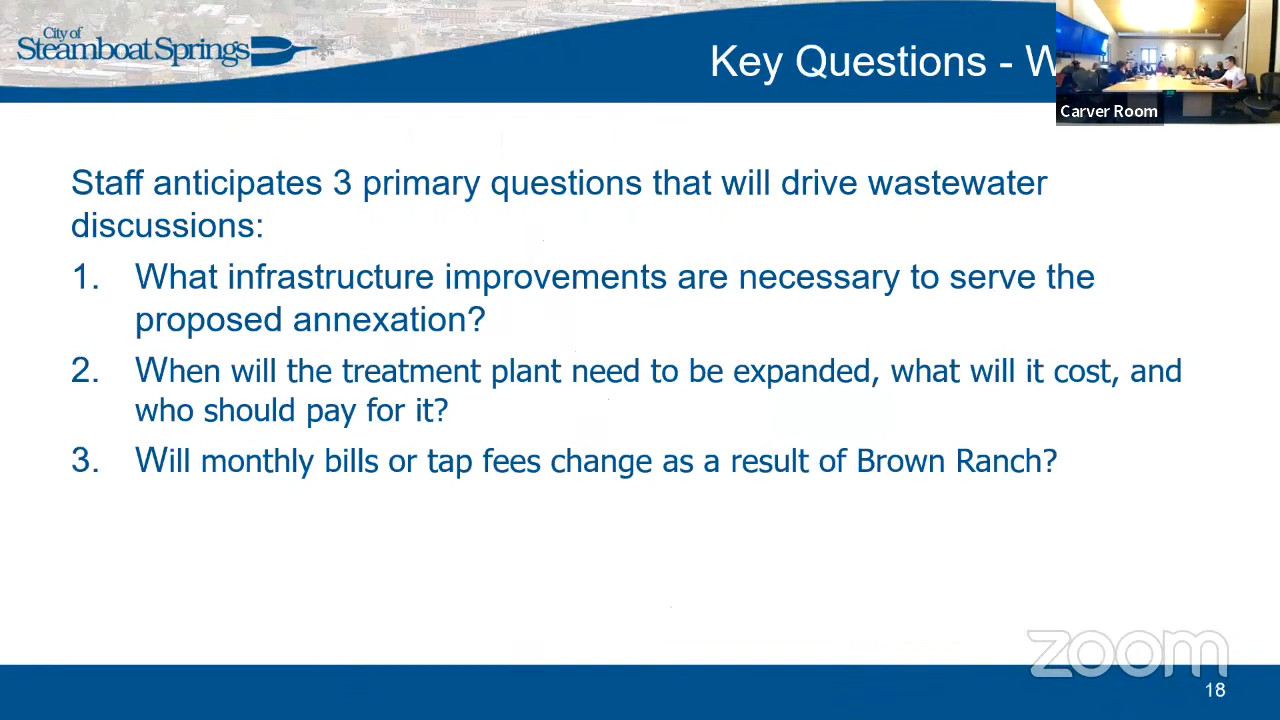 City of
Steamboat Springs
Key Questions -
Carver Room
Staff anticipates 3 primary questions that will drive wastewater
discussions:
1. What infrastructure improvements are necessary to serve the
proposed annexation?
2. When will the treatment plant need to be expanded, what will it cost, and
who should pay for it?
3. Will monthly bills or tap fees change as a result of Brown Ranch?
zoom
18